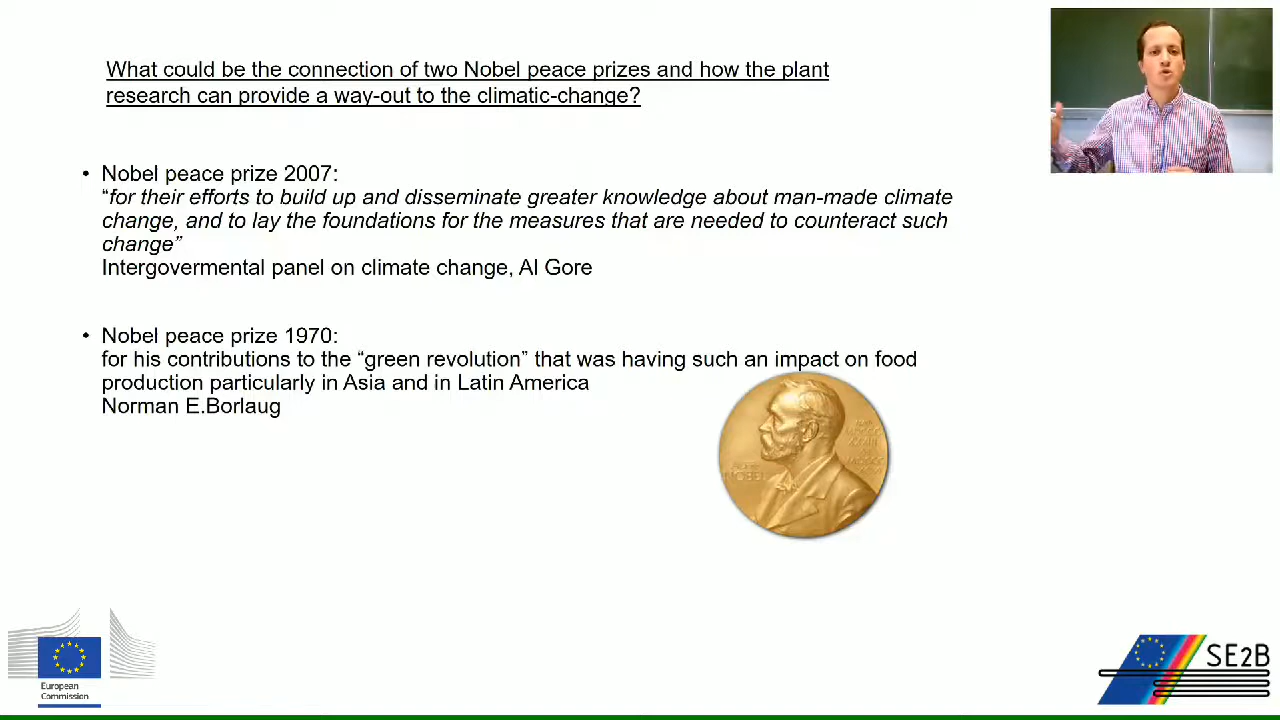 What could be the connection of two Nobel peace prizes and how the plant
research can provide a way-out to the climatic-change?
• Nobel peace prize 2007:
“for their efforts to build up and disseminate greater knowledge about man-made climate
change, and to lay the foundations for the measures that are needed to counteract such
change”
Intergovermental panel on climate change, Al Gore
• Nobel peace prize 1970:
for his contributions to the “green revolution” that was having such an impact on food
production particularly in Asia and in Latin America
Norman E.Borlaug
European
Commission
SE2B